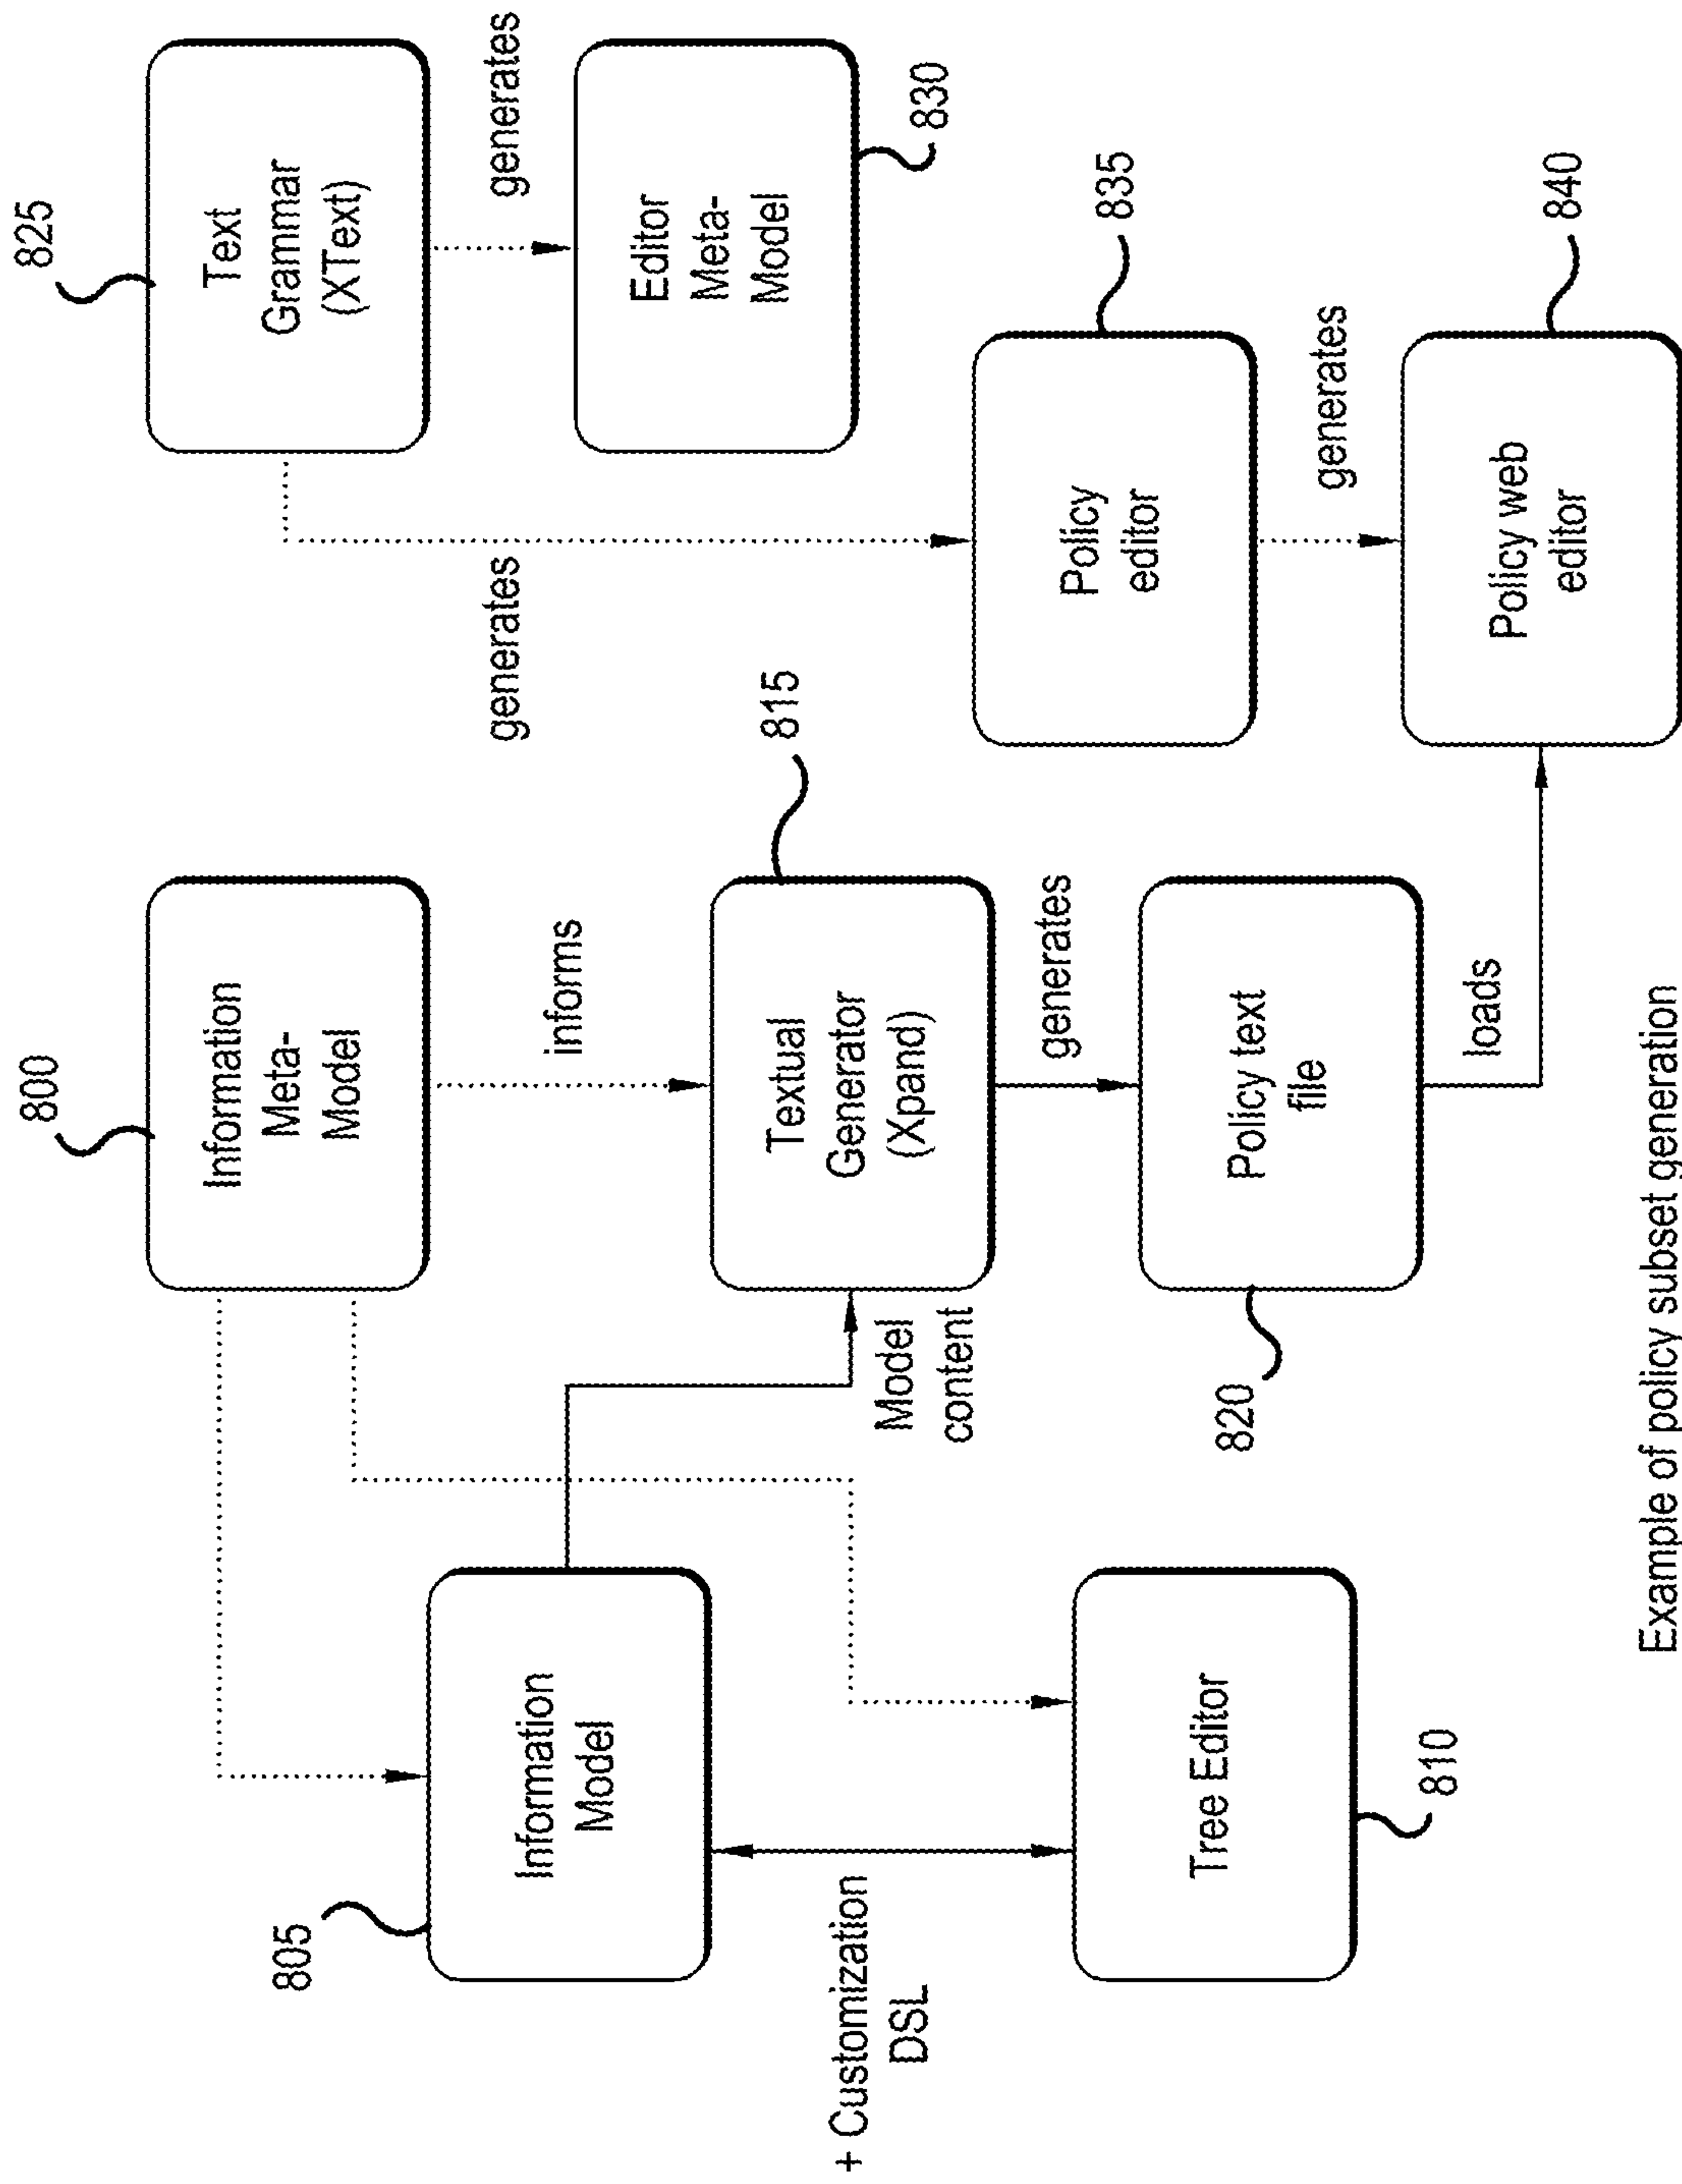 800
Information
Meta-
Model
825
Text
Grammar
(XText)
805
Information
Model
informs
generates
generates
Editor
Meta-
Model
830
+ Customization
DSL
Model
content
Textual
Generator
(Xpand)
815
Tree Editor
810
generates
Policy
editor
835
820
Policy text
file
generates
loads
Policy web
editor
840
Example of policy subset generation